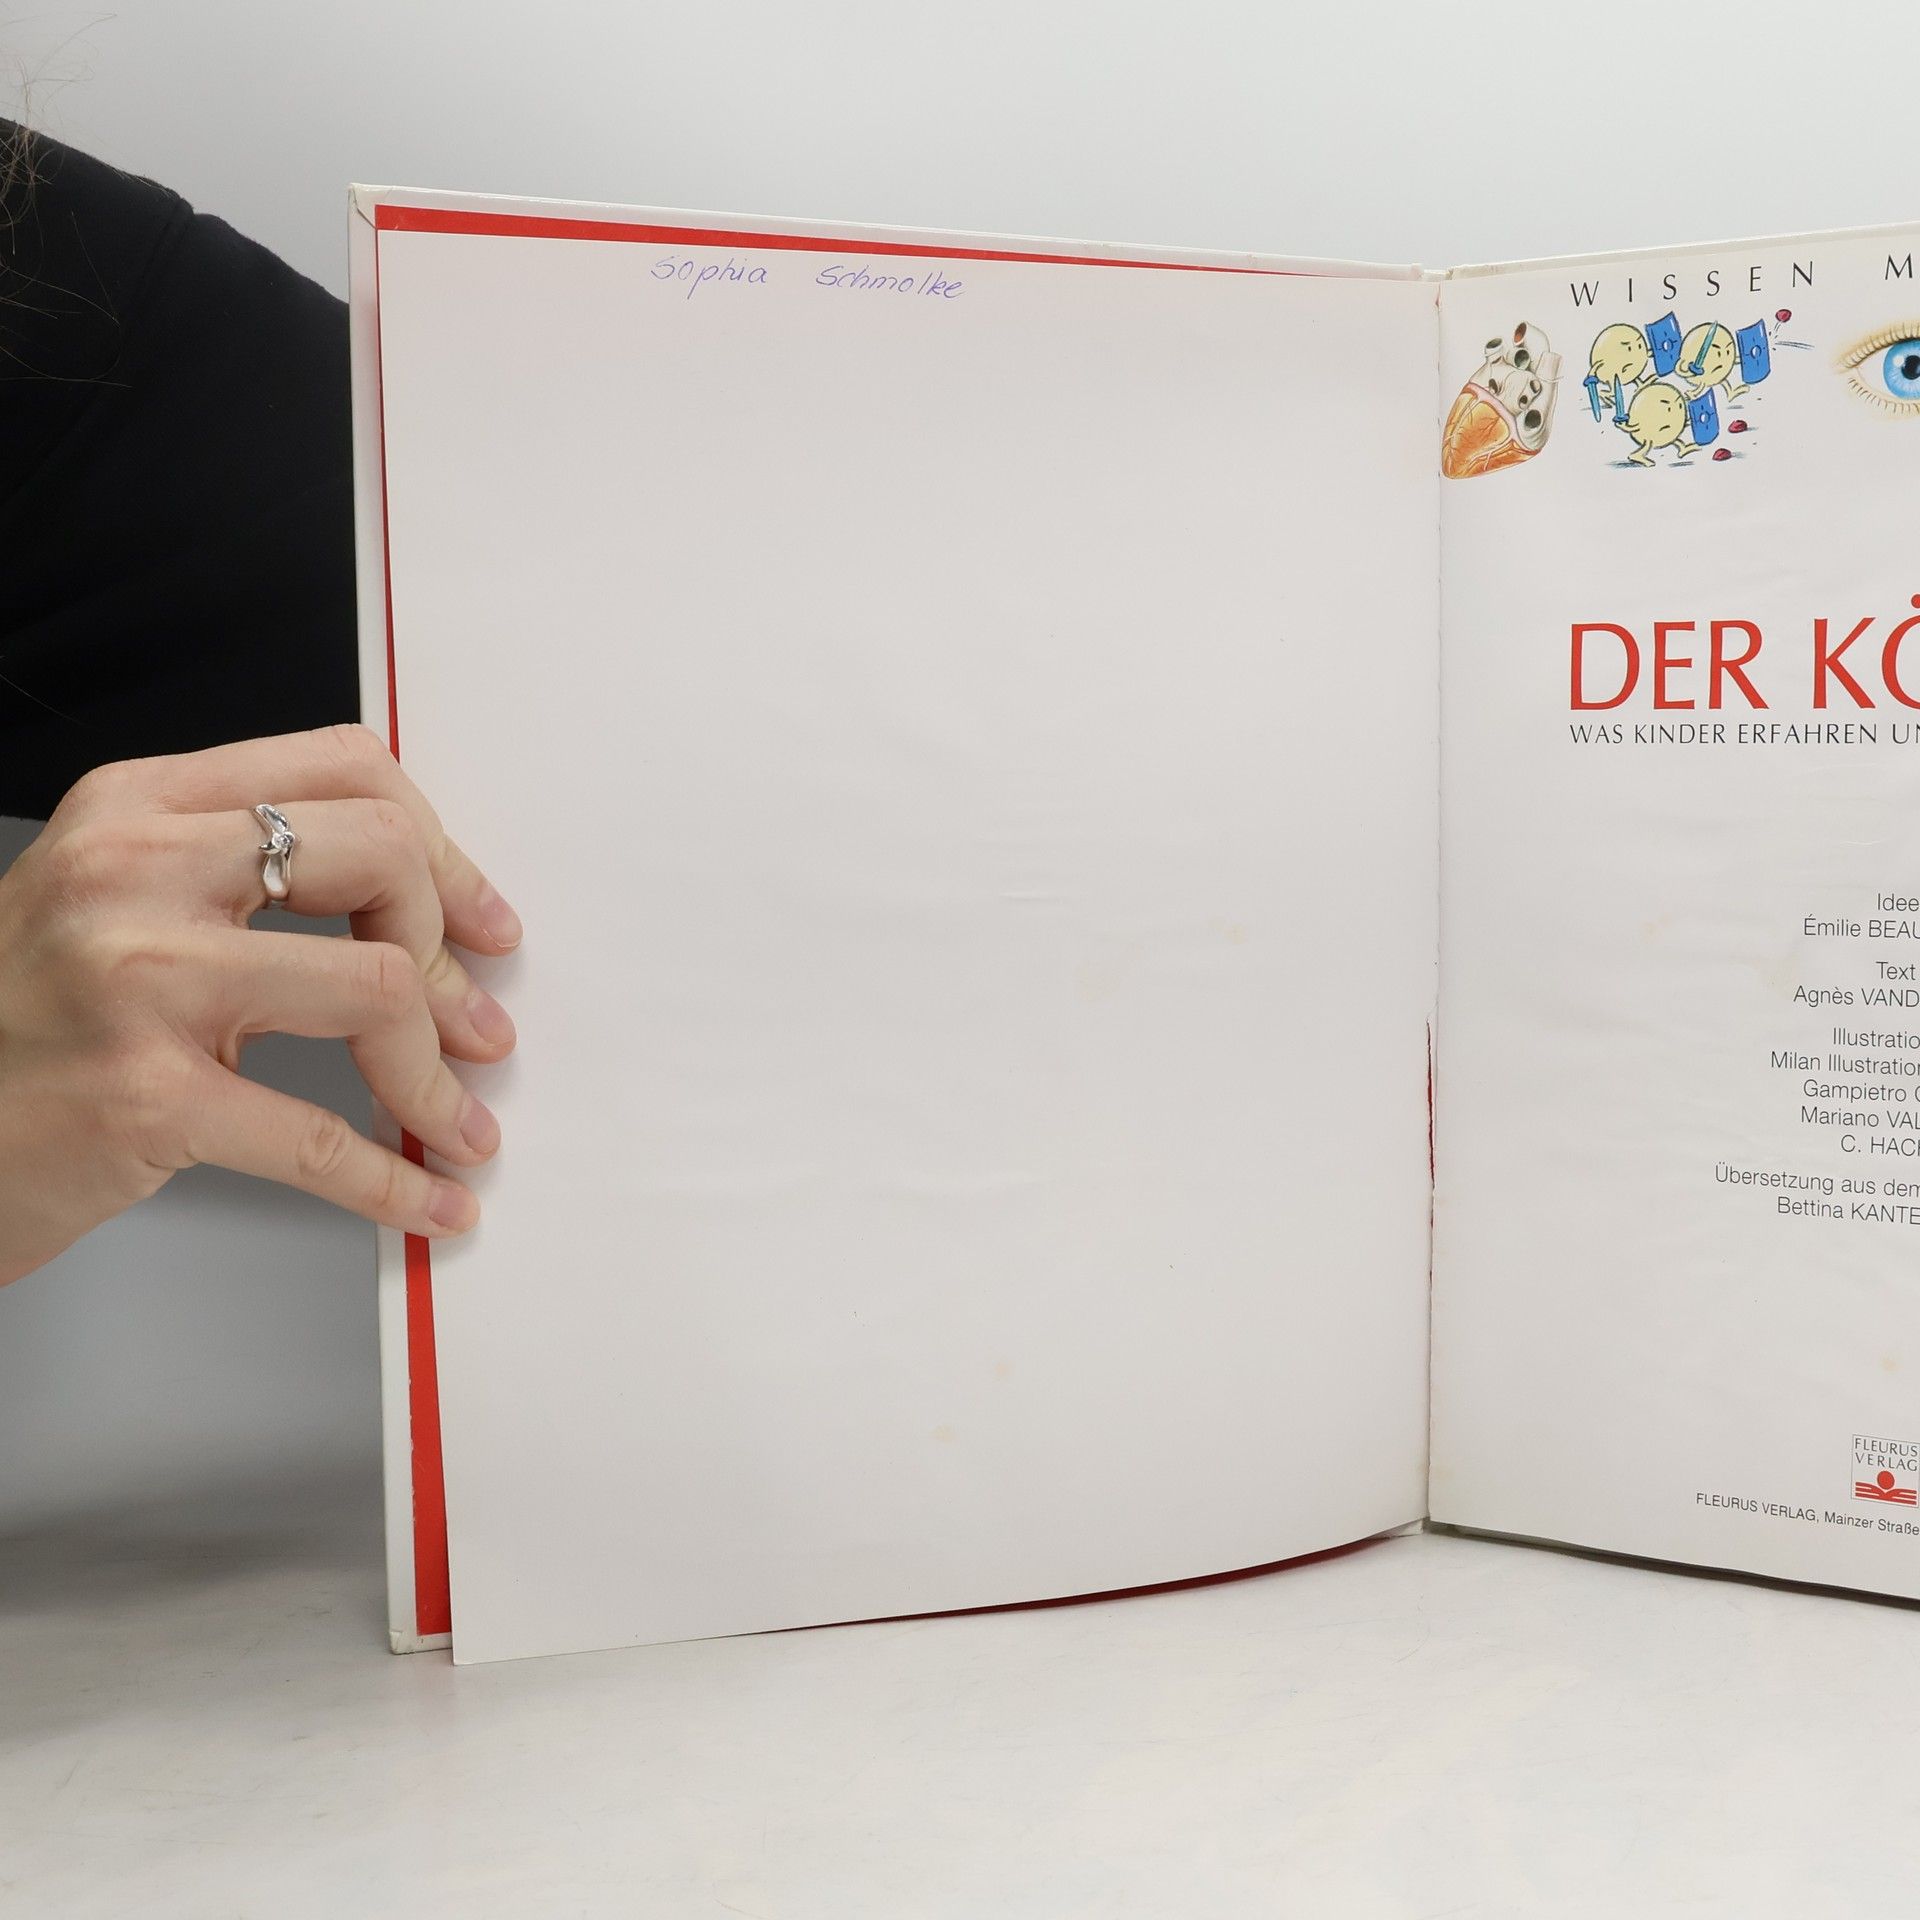 Sophia Schmolke
WISSEN M
DER KÖ
WAS KINDER ERFAHREN UN
Idee
Émilie BEAU
Text
Agnès VAND
Illustratio
Milan Illustration
Gampietro C
Mariano VAL
C. HACH
Übersetzung aus dem
Bettina KANTE
FLEURUS
VERLAG
FLEURUS VERLAG, Mainzer Straße